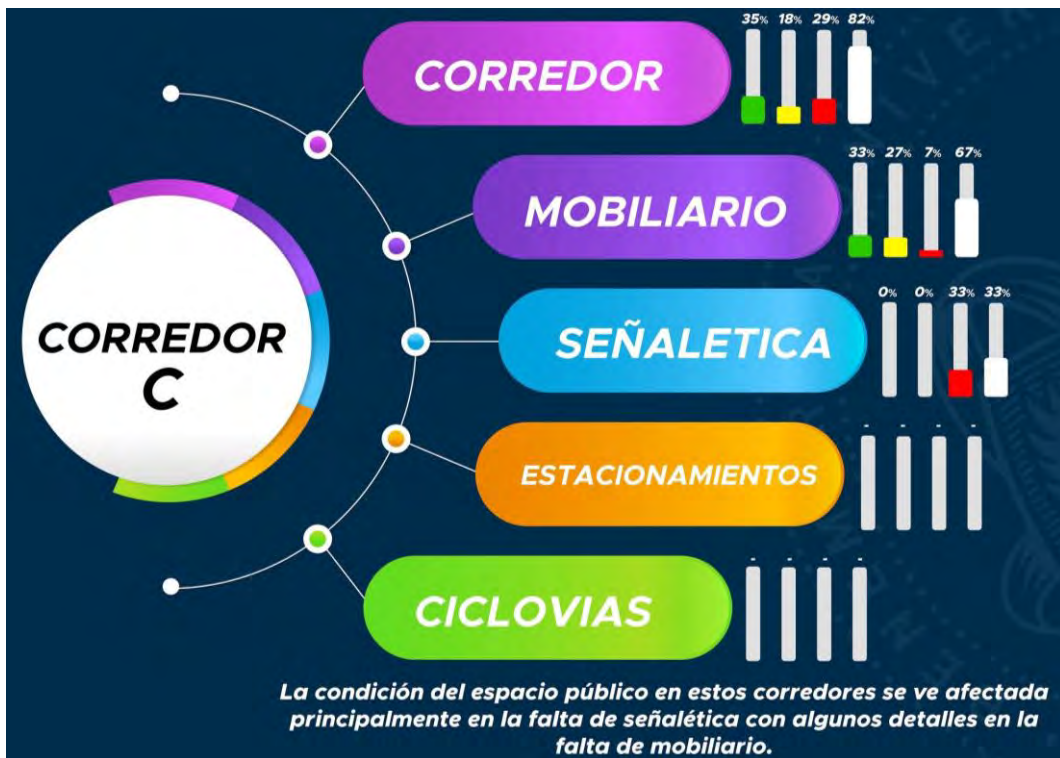 35% 18% 29% 82%
CORREDOR
33% 27% 7% 67%
MOBILIARIO
0% 0% 33% 33%
SEÑALETICA
CORREDOR
C
- - - -
ESTACIONAMIENTOS
- - - -
CICLOVIAS
La condición del espacio público en estos corredores se ve afectada
principalmente en la falta de señalética con algunos detalles en la
falta de mobiliario.